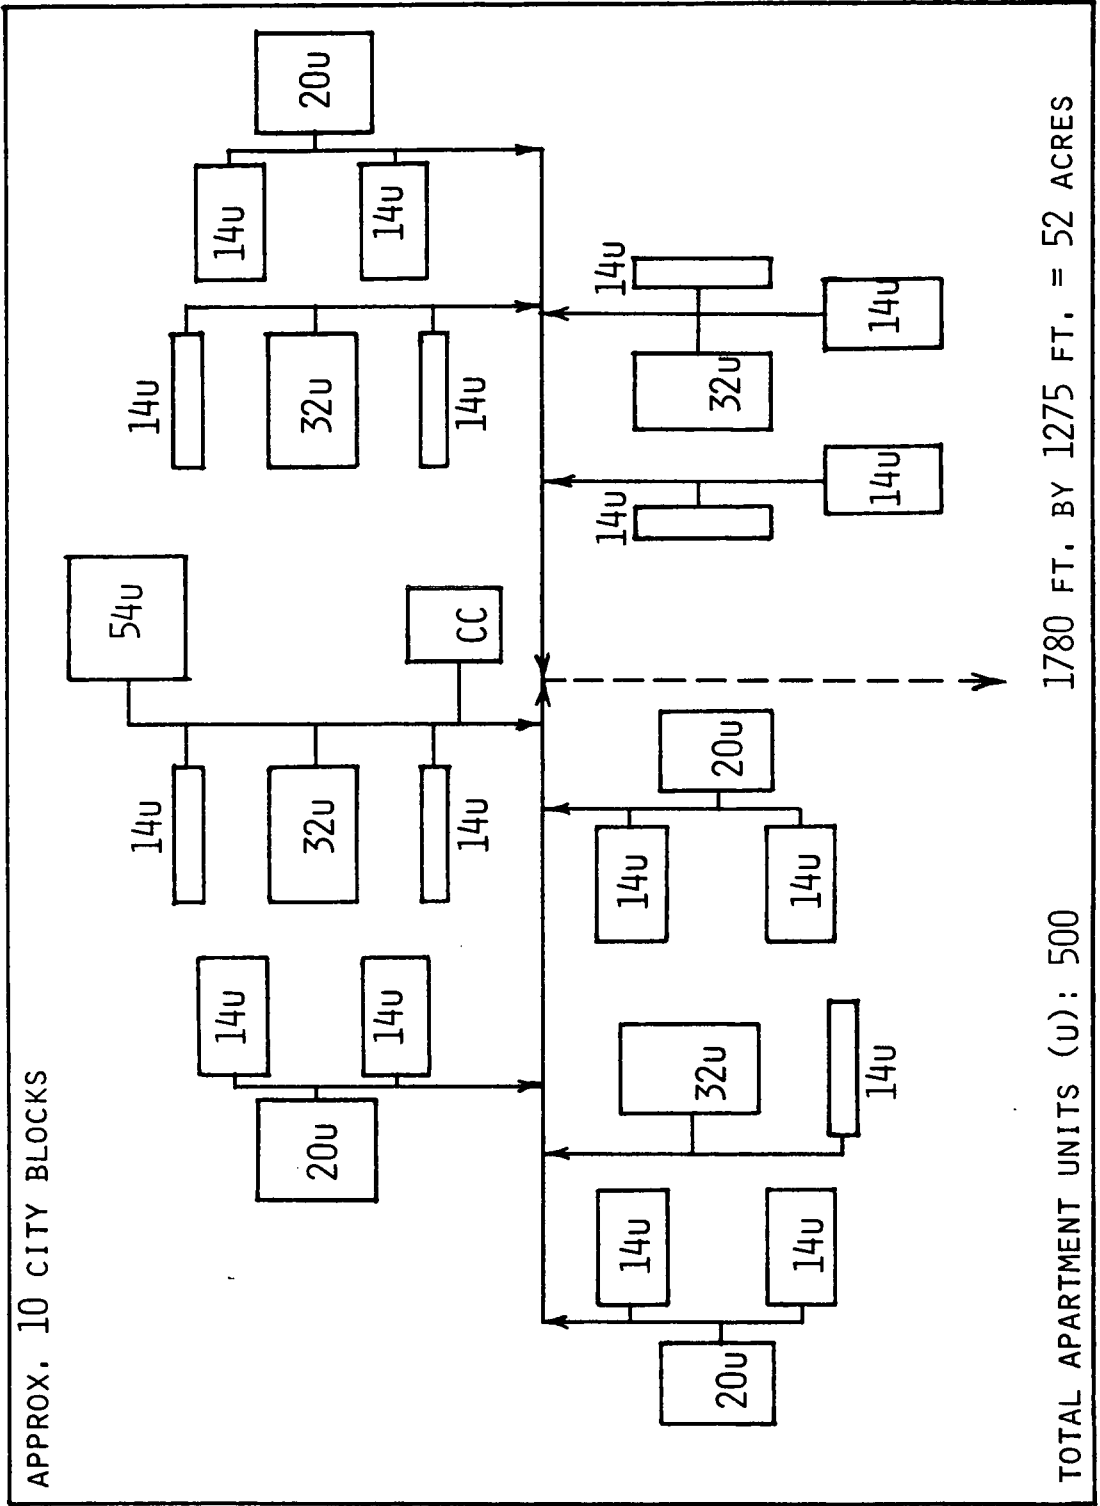 APPROX. 10 CITY BLOCKS
54u
14u
14u
14u
14u
20u
32u
32u
20u
14u
14u
14u
CC
14u
14u
14u
14u
14u
20u
32u
20u
32u
14u
14u
14u
14u
14u
TOTAL APARTMENT UNITS (u): 500
1780 FT. BY 1275 FT. = 52 ACRES